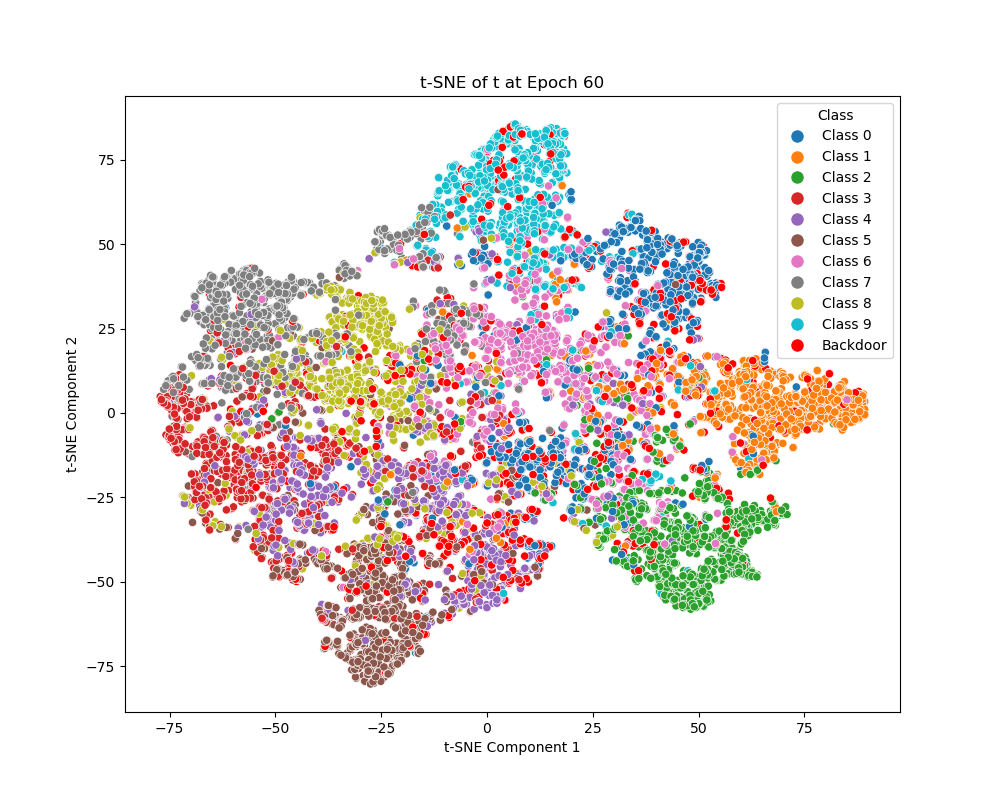 t-SNE of t at Epoch 60
Class
Class 0
Class 1
Class 2
Class 3
Class 4
Class 5
Class 6
Class 7
Class 8
Class 9
Backdoor
75
50
25
0
−25
−50
−75
t-SNE Component 2
−75 −50 −25 0 25 50 75
t-SNE Component 1